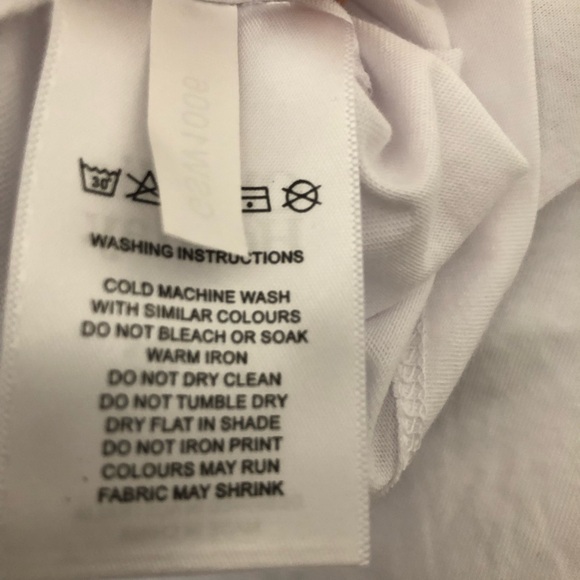 30°
WASHING INSTRUCTIONS
COLD MACHINE WASH
WITH SIMILAR COLOURS
DO NOT BLEACH OR SOAK
WARM IRON
DO NOT DRY CLEAN
DO NOT TUMBLE DRY
DRY FLAT IN SHADE
DO NOT IRON PRINT
COLOURS MAY RUN
FABRIC MAY SHRINK